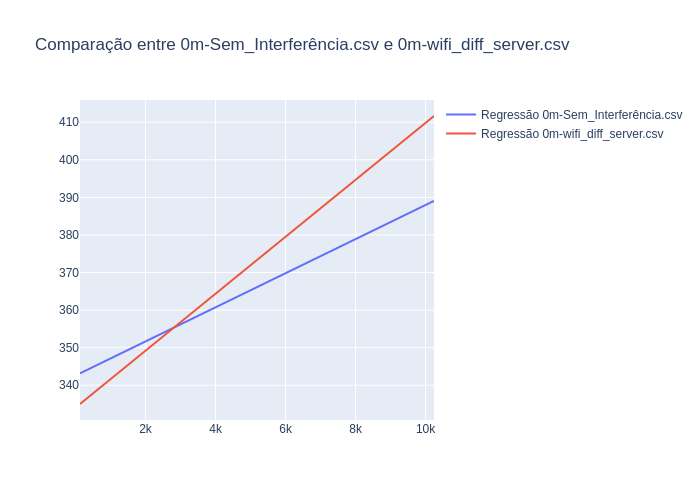 Comparação entre 0m-Sem_Interferência.csv e 0m-wifi_diff_server.csv
Regressão 0m-Sem_Interferência.csv
Regressão 0m-wifi_diff_server.csv
410
400
390
380
370
360
350
340
2k
4k
6k
8k
10k